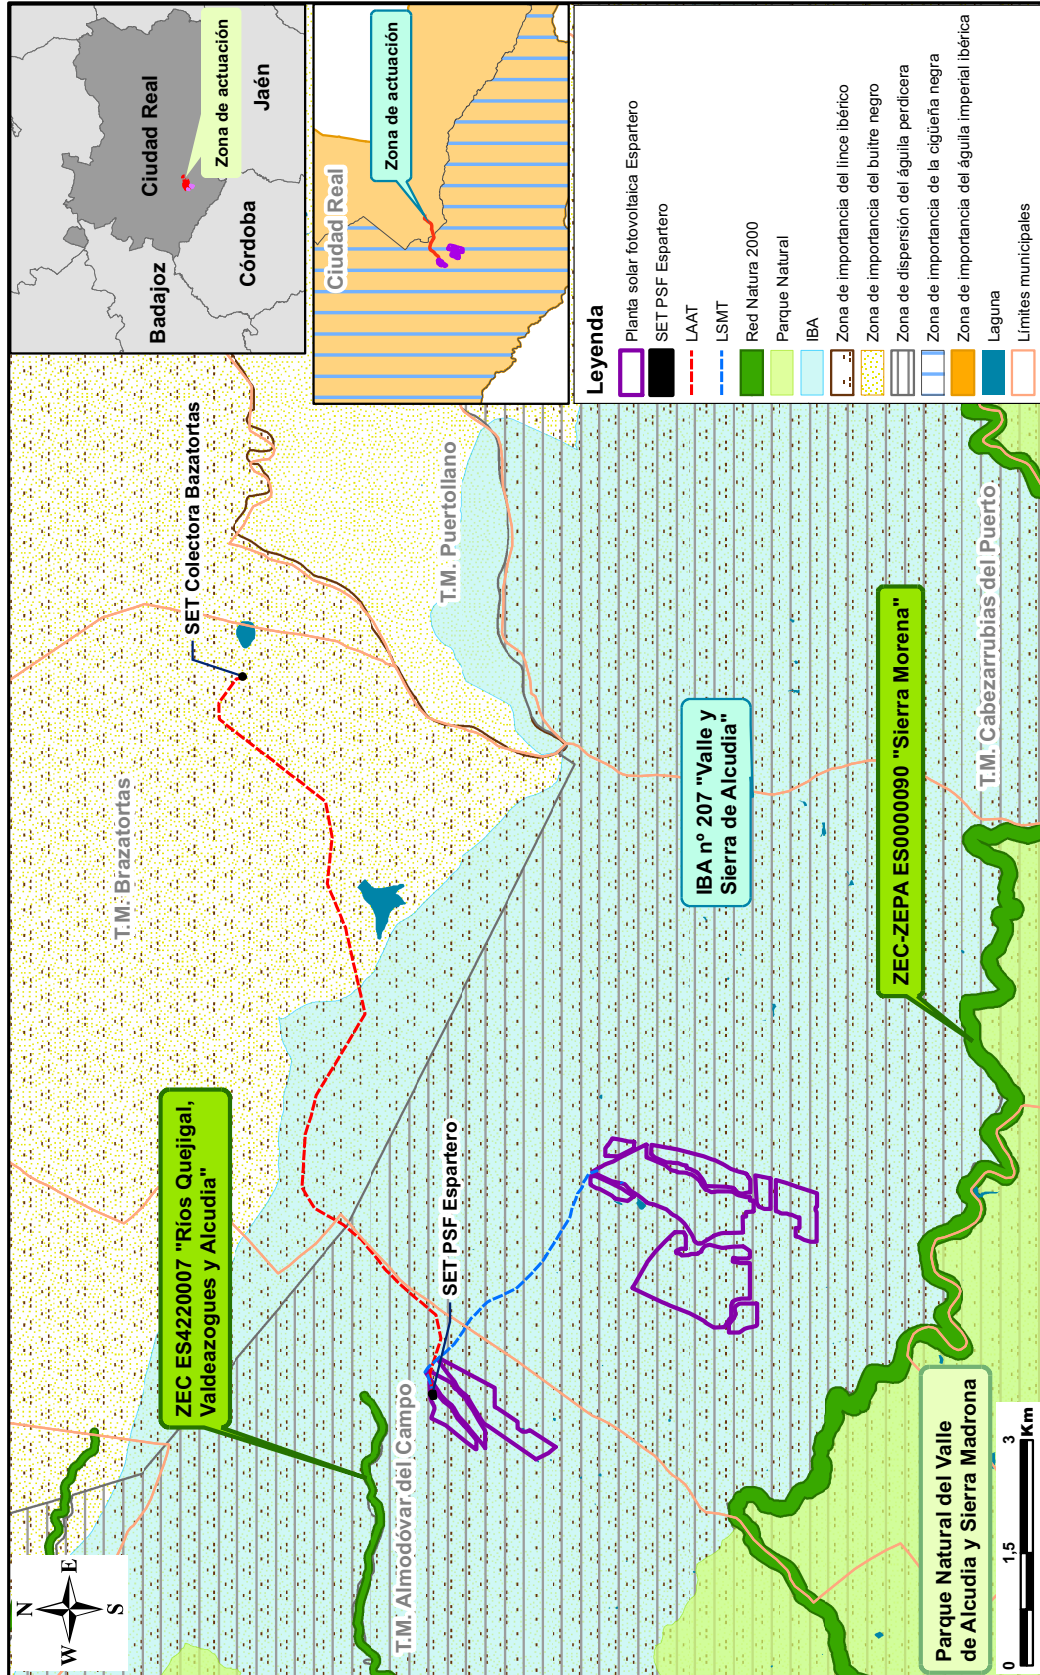 N
W
E
S
T.M. Brazatortas
SET Colectora Bazatortas
ZEC ES4220007 "Ríos Quejigal,
Valdeazogues y Alcudia"
SET PSF Espartero
T.M. Almodóvar del Campo
T.M. Puertollano
IBA nº 207 "Valle y
Sierra de Alcudia"
ZEC-ZEPA ES0000090 "Sierra Morena"
T.M. Cabezarrubias del Puerto
Parque Natural del Valle
de Alcudia y Sierra Madrona
0
1,5
3
Km
Badajoz
Ciudad Real
Córdoba
Jaén
Zona de actuación
Ciudad Real
Zona de actuación
Leyenda
Planta solar fotovoltaica Espartero
SET PSF Espartero
LAAT
LSMT
Red Natura 2000
Parque Natural
IBA
Zona de importancia del lince ibérico
Zona de importancia del buitre negro
Zona de dispersión del águila perdicera
Zona de importancia de la cigüeña negra
Zona de importancia del águila imperial ibérica
Laguna
Límites municipales